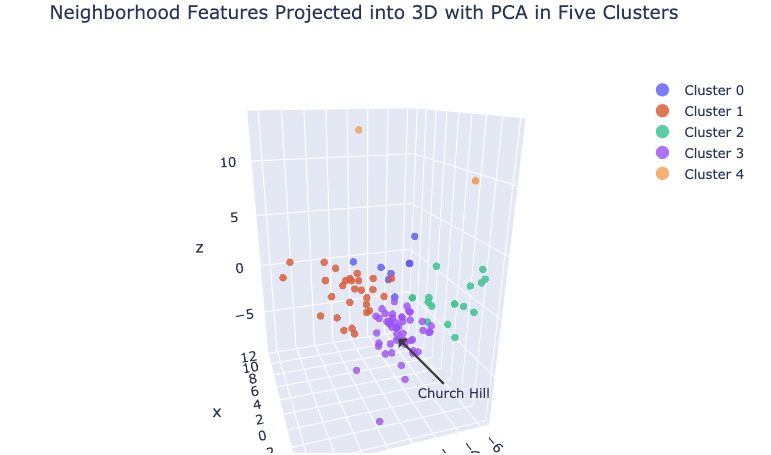 Neighborhood Features Projected into 3D with PCA in Five Clusters
Cluster 0
Cluster 1
Cluster 2
Cluster 3
Cluster 4
10
5
z
0
−5
12
10
8
6
4
x
2
0
Church Hill
−6